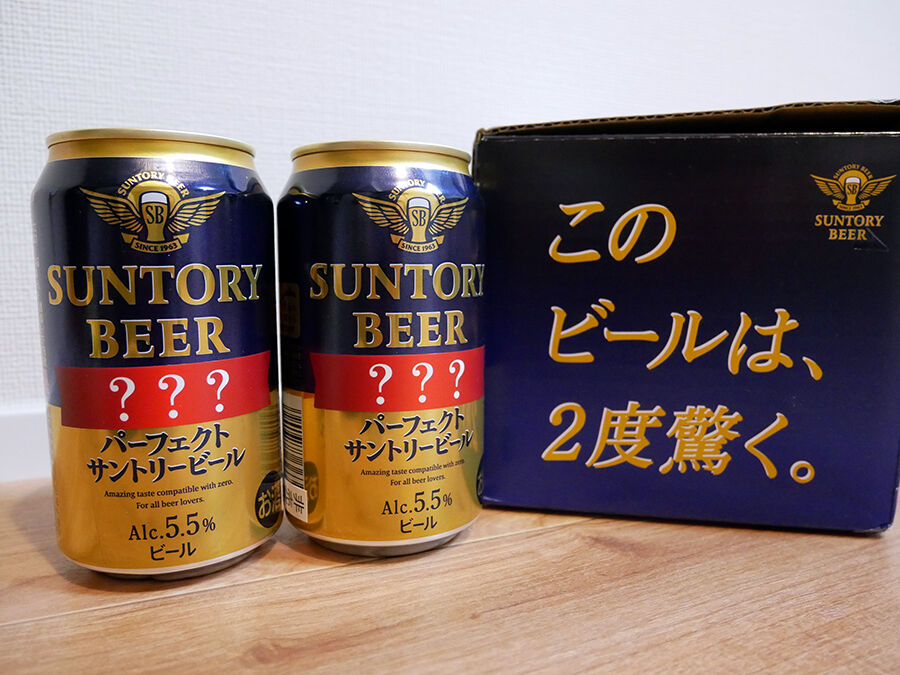 SUNTORY BEER
SB
SINCE 1963
SUNTORY
BEER
???
パーフェクト
サントリービール
Amazing taste compatible with zero.
For all beer lovers.
Alc.5.5%
ビール
SUNTORY BEER
SB
SINCE 1963
SUNTORY
BEER
???
パーフェクト
サントリービール
Amazing taste compatible with zero.
For all beer lovers.
Alc.5.5%
ビール
SUNTORY BEER
SB
SINCE 1963
SUNTORY
BEER
この
ビールは、
2度驚く。